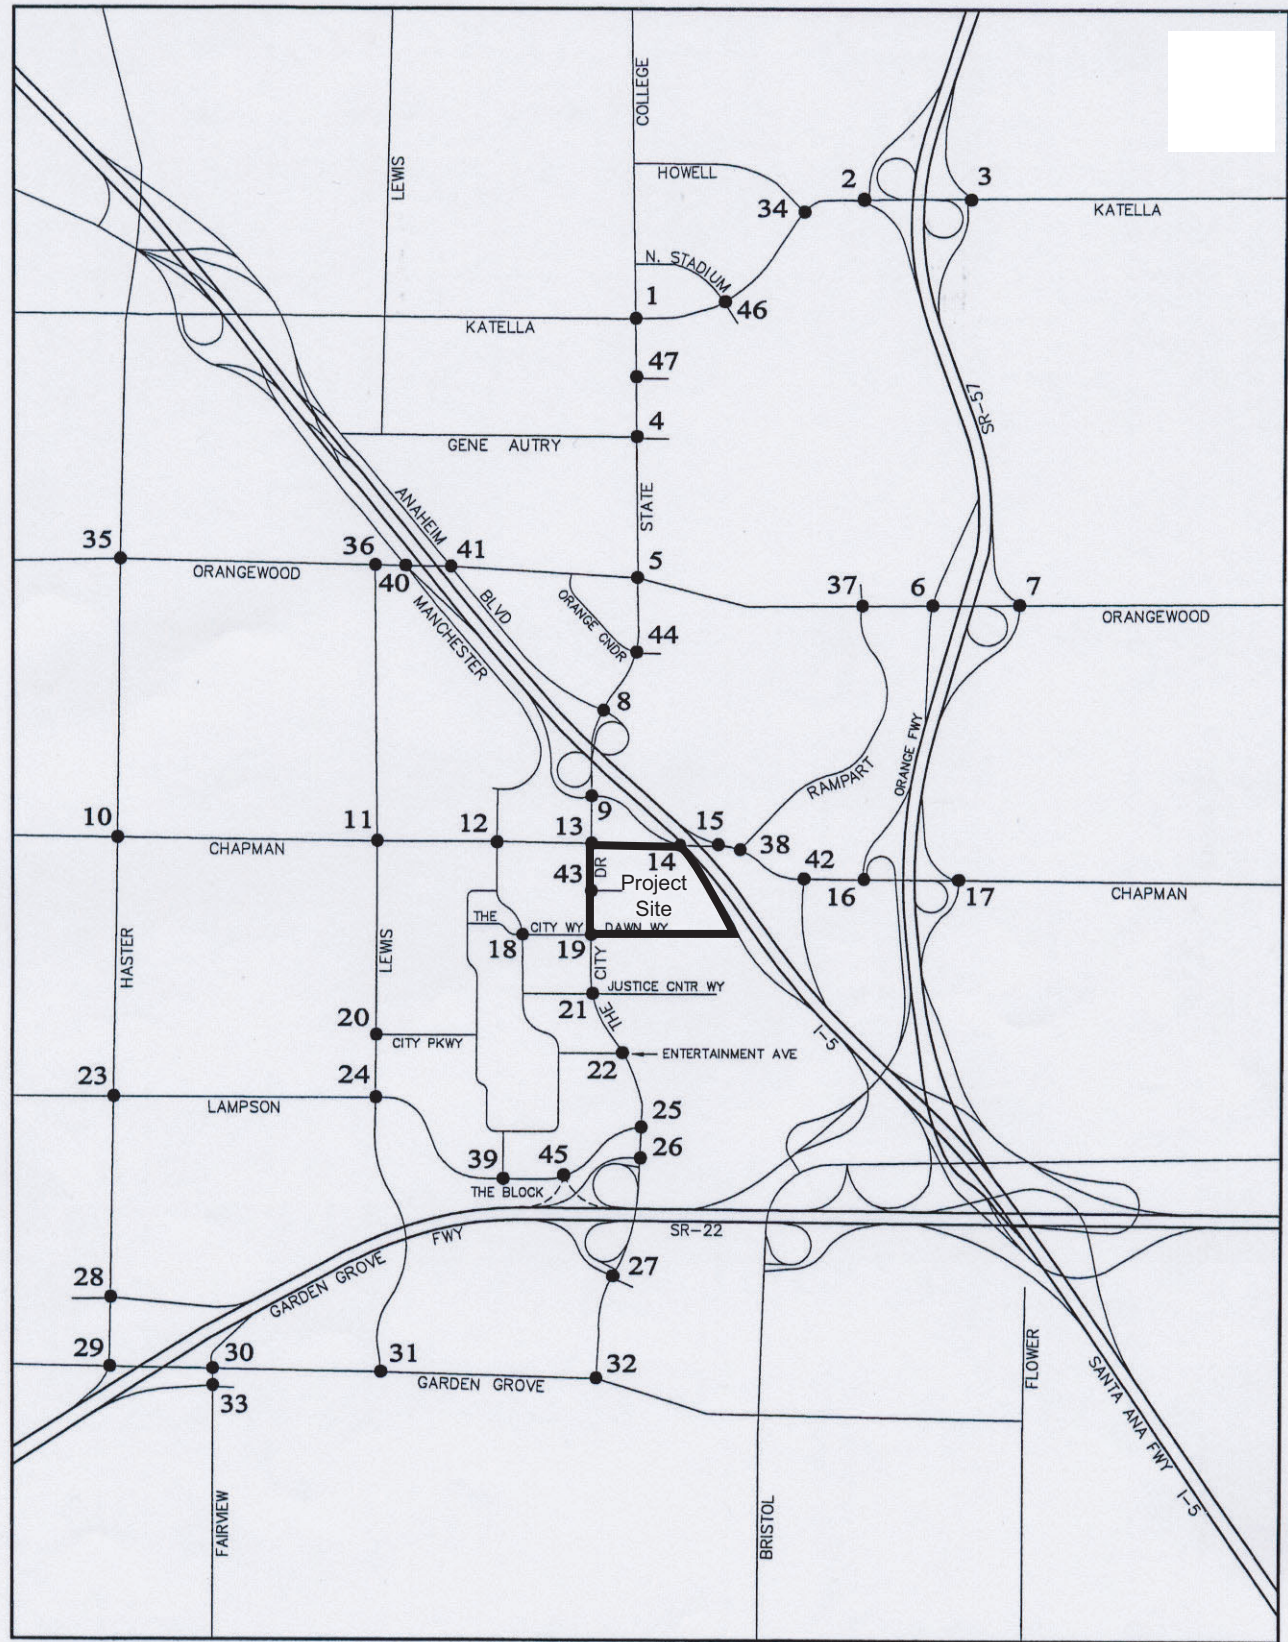 COLLEGE
LEWIS
HOWELL
2
3
34
KATELLA
N. STADIUM
1
46
KATELLA
47
SR-57
4
GENE AUTRY
ANAHEIM
STATE
35
36
41
5
37
6
7
ORANGEWOOD
40
BLVD
ORANGE CNDR
ORANGEWOOD
MANCHESTER
44
8
ORANGE FWY
RAMPART
9
10
11
12
13
15
38
CHAPMAN
14
DR
43
Project
Site
42
16
17
CHAPMAN
THE
CITY WY
DAWN WY
18
19
HASTER
LEWIS
CITY
JUSTICE CNTR WY
21
THE
20
CITY PKWY
I-5
ENTERTAINMENT AVE
22
23
24
LAMPSON
25
26
39
45
THE BLOCK
SR-22
FWY
GARDEN GROVE
27
28
29
30
31
32
GARDEN GROVE
33
FLOWER
SANTA ANA FWY
I-5
FAIRVIEW
BRISTOL